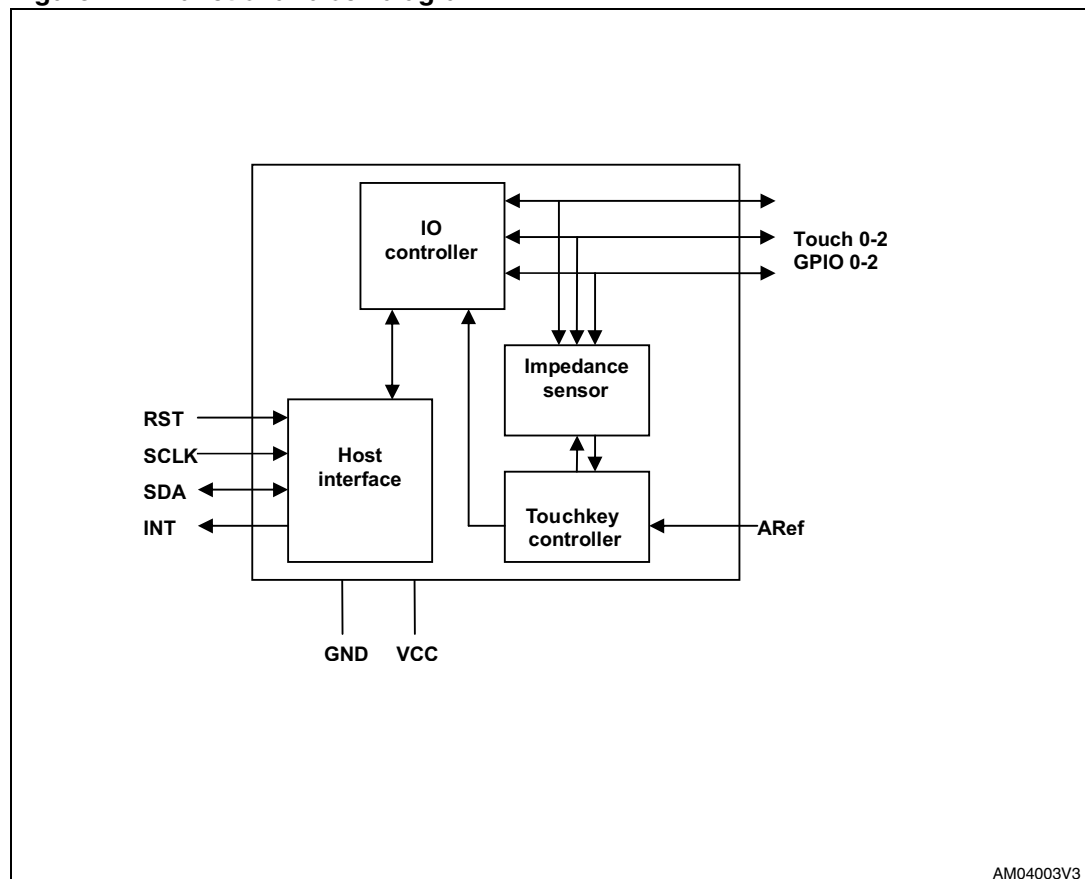 IO
controller
Touch 0-2
GPIO 0-2
Impedance
sensor
RST
SCLK
SDA
INT
Host
interface
Touchkey
controller
ARef
GND VCC
AM04003V3